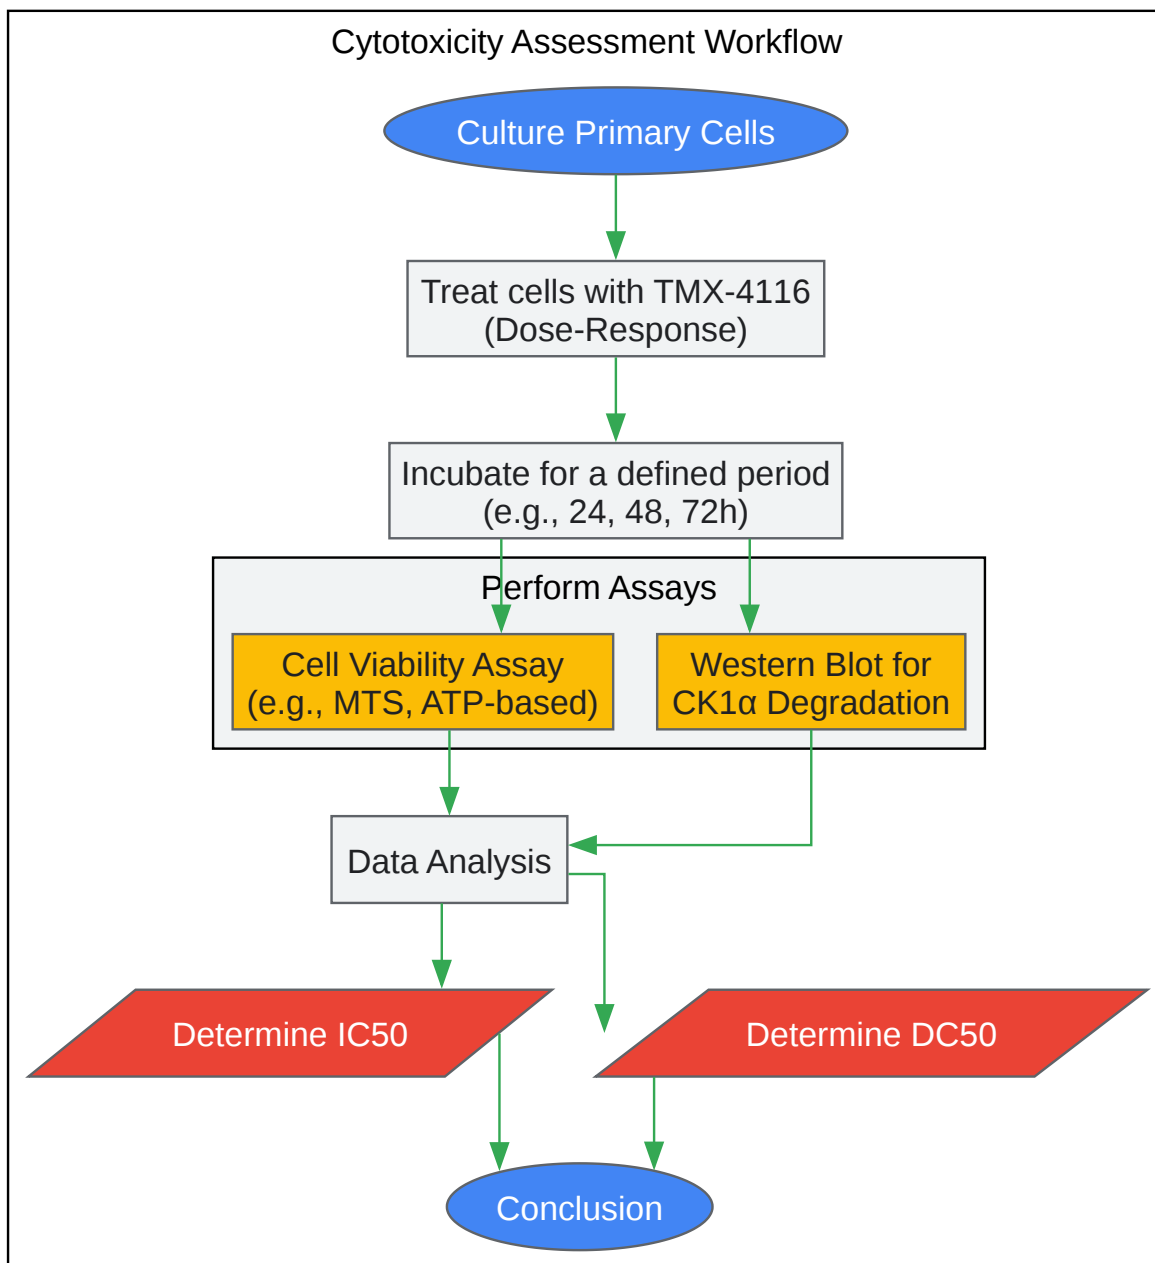 Cytotoxicity Assessment Workflow
Culture Primary Cells
Treat cells with TMX-4116
(Dose-Response)
Incubate for a defined period
(e.g., 24, 48, 72h)
Perform Assays
Cell Viability Assay
(e.g., MTS, ATP-based)
Western Blot for
CK1α Degradation
Data Analysis
Determine IC50
Determine DC50
Conclusion